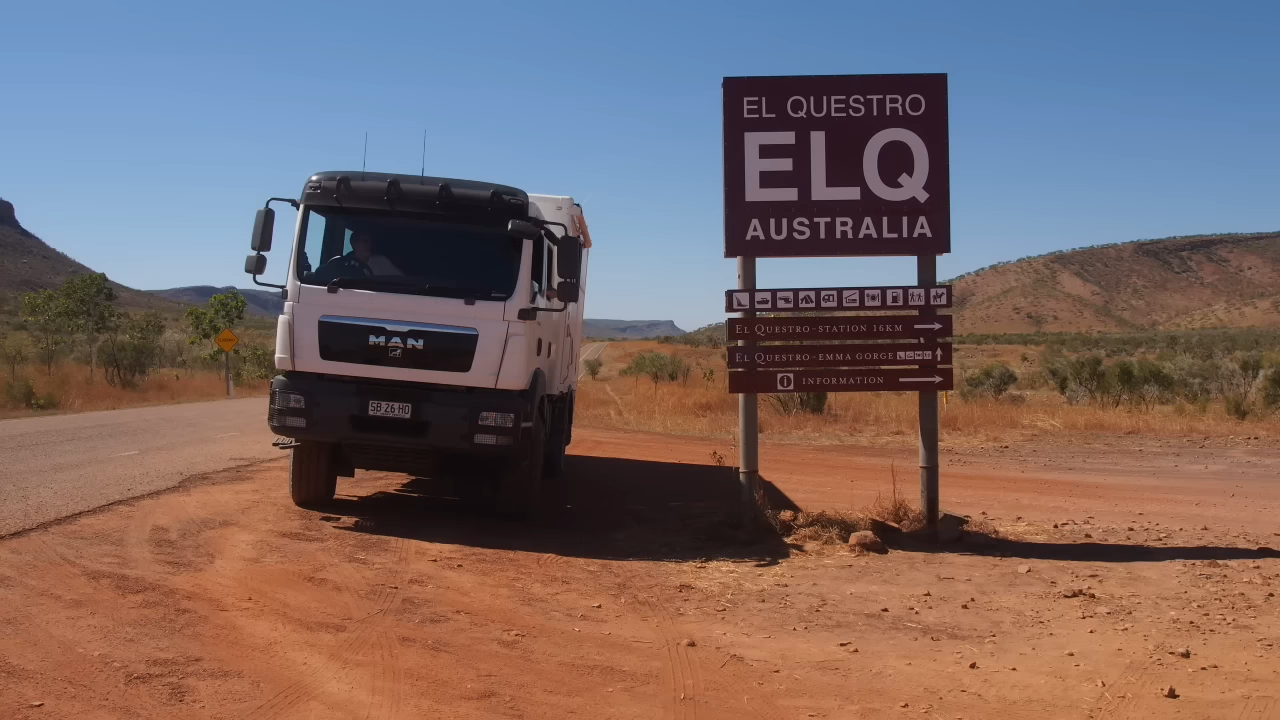 EL QUESTRO
ELQ
AUSTRALIA
EL QUESTRO-STATION 16KM
EL QUESTRO-EMMA GORGE
INFORMATION
MAN
SB 26 HO